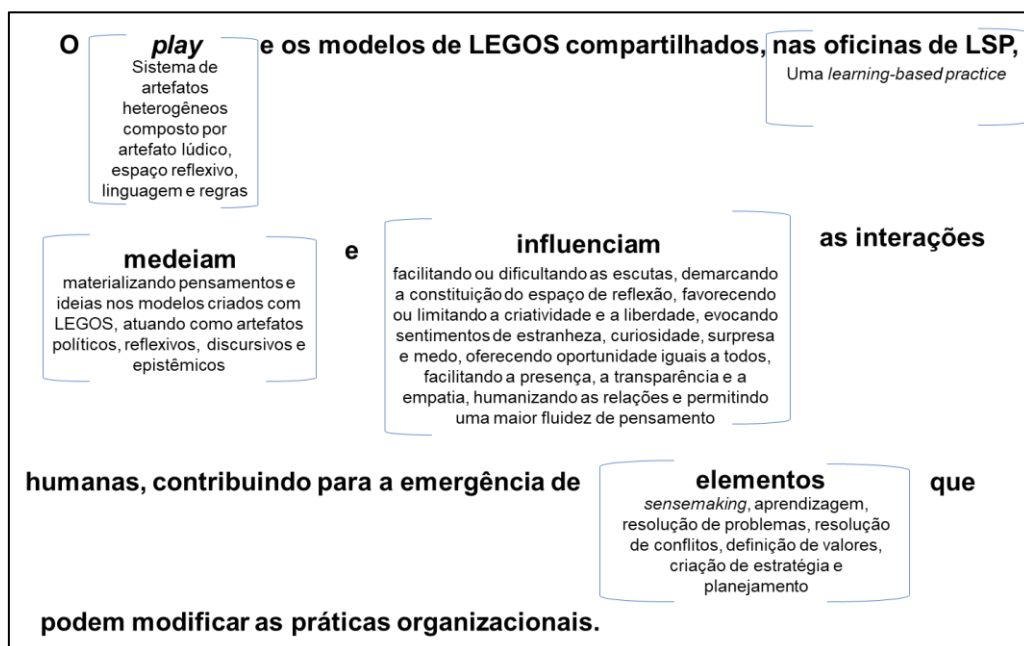 O play e os modelos de LEGOS compartilhados, nas oficinas de LSP,
Sistema de
artefatos
heterogêneos
composto por
artefato lúdico,
espaço reflexivo,
linguagem e regras
Uma learning-based practice
medeiam
materializando pensamentos e
ideias nos modelos criados com
LEGOS, atuando como artefatos
políticos, reflexivos, discursivos e
epistêmicos
e
influenciam
facilitando ou dificultando as escutas, demarcando
a constituição do espaço de reflexão, favorecendo
ou limitando a criatividade e a liberdade, evocando
sentimentos de estranheza, curiosidade, surpresa
e medo, oferecendo oportunidade iguais a todos,
facilitando a presença, a transparência e a
empatia, humanizando as relações e permitindo
uma maior fluidez de pensamento
as interações
humanas, contribuindo para a emergência de
elementos
sensemaking, aprendizagem,
resolução de problemas, resolução
de conflitos, definição de valores,
criação de estratégia e
planejamento
que
podem modificar as práticas organizacionais.